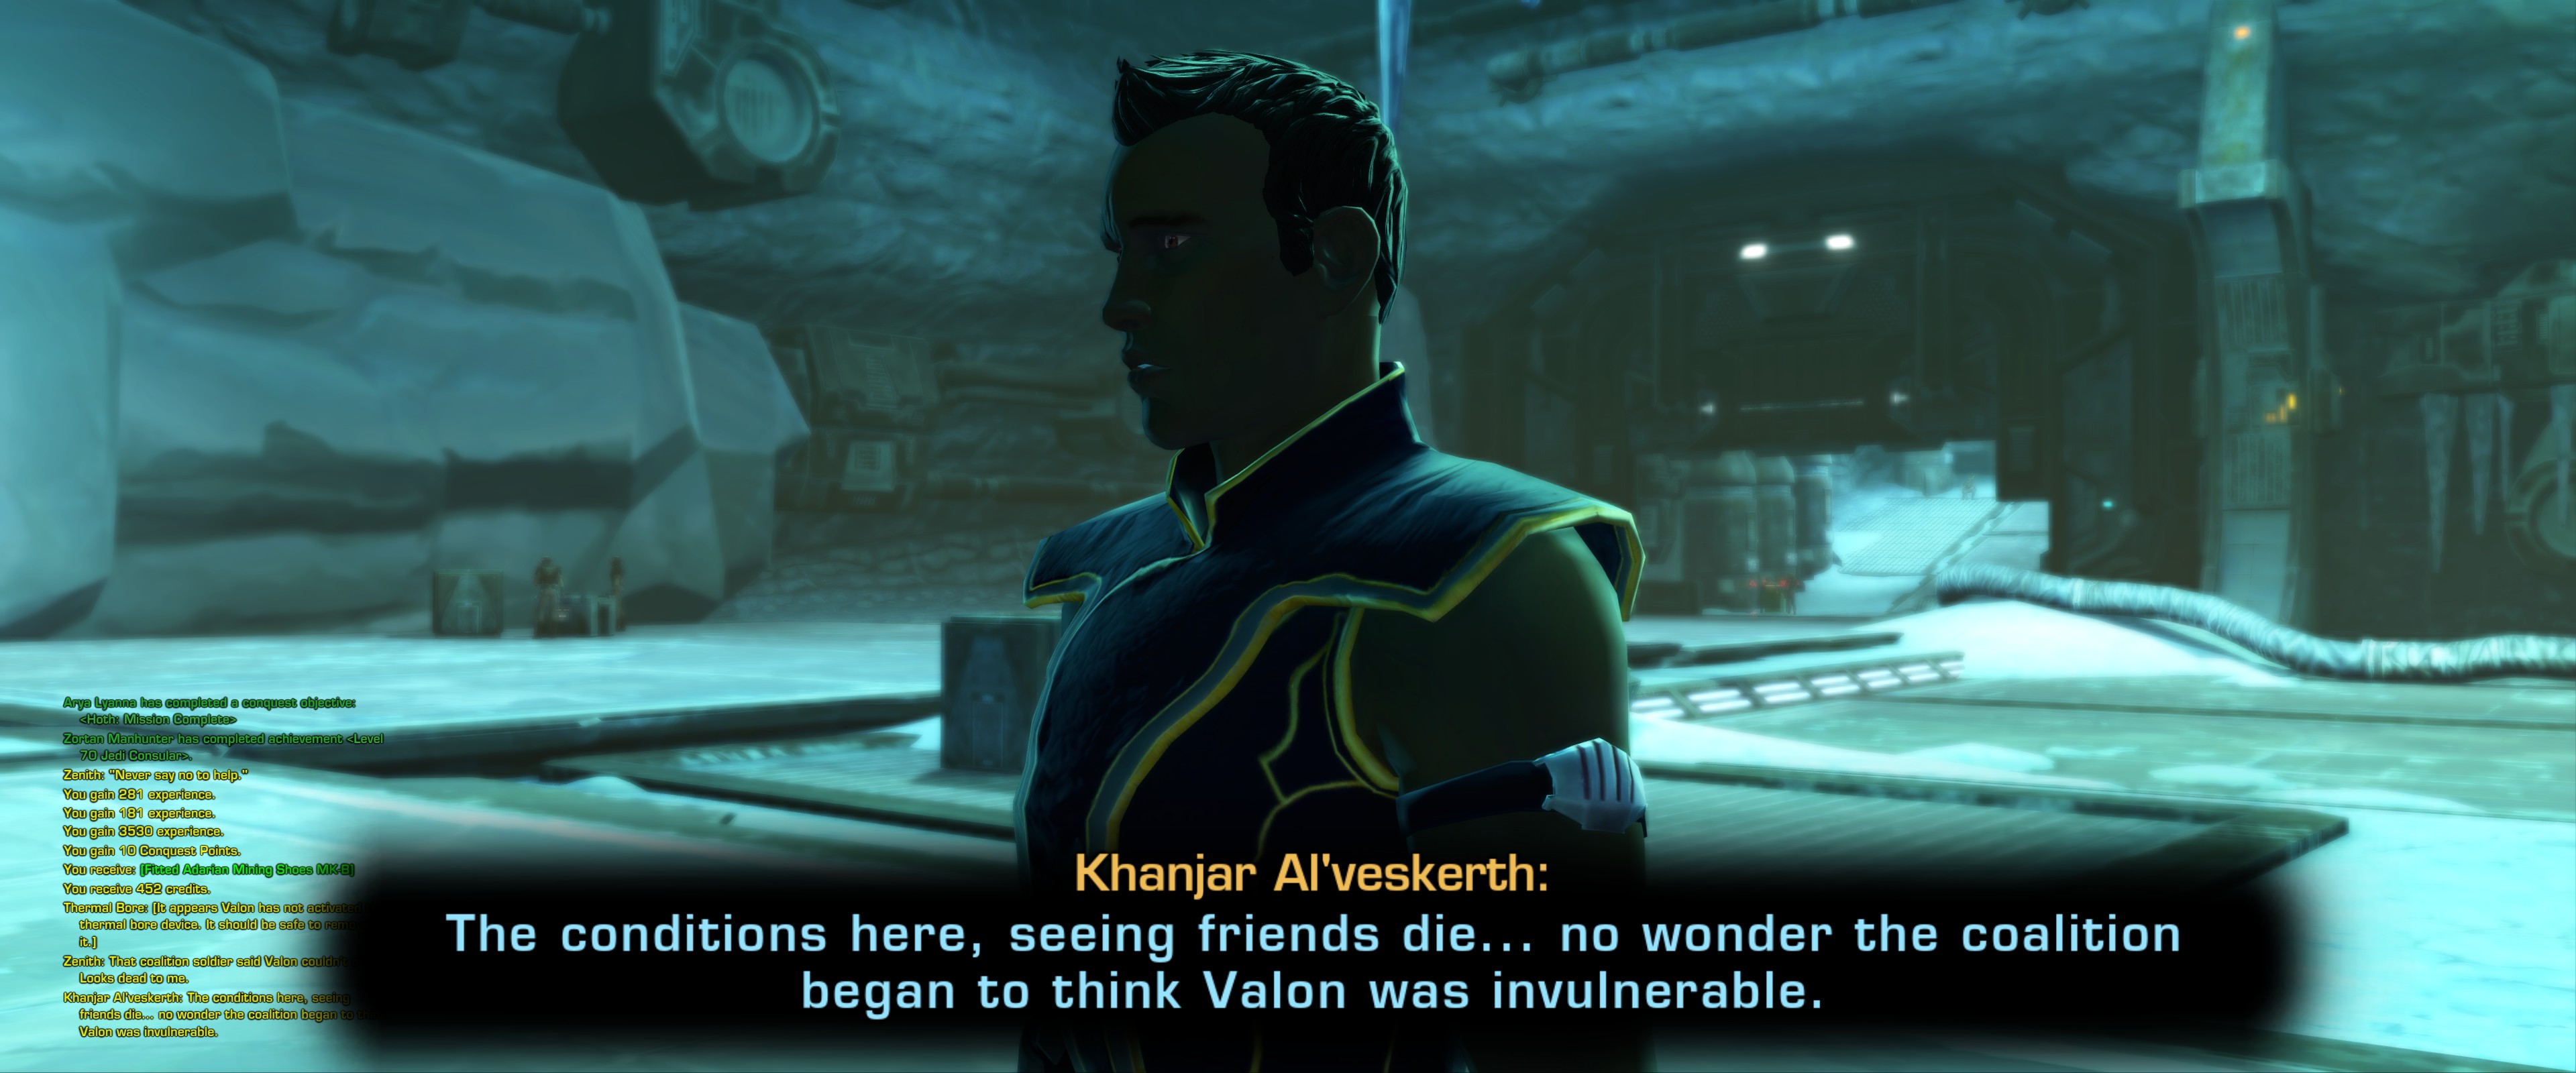 Arya Lyanna has completed a conquest objective:
<Hoth: Mission Complete>
Zortan Manhunter has completed achievement <Level
70 Jedi Consular>.
Zenith: "Never say no to help."
You gain 281 experience.
You gain 181 experience.
You gain 3530 experience.
You gain 10 Conquest Points.
You receive: [Fitted Adarian Mining Shoes MK-8]
You receive 452 credits.
Thermal Bore: [It appears Valon has not activated
thermal bore device. It should be safe to
it.]
Zenith: That coalition soldier said Valon
Looks dead to me.
Khanjar Al'veskerth: The conditions here, seeing
friends die... no wonder the coalition began to
Valon was invulnerable.
Khanjar Al'veskerth:
The conditions here, seeing friends die... no wonder the coalition
began to think Valon was invulnerable.